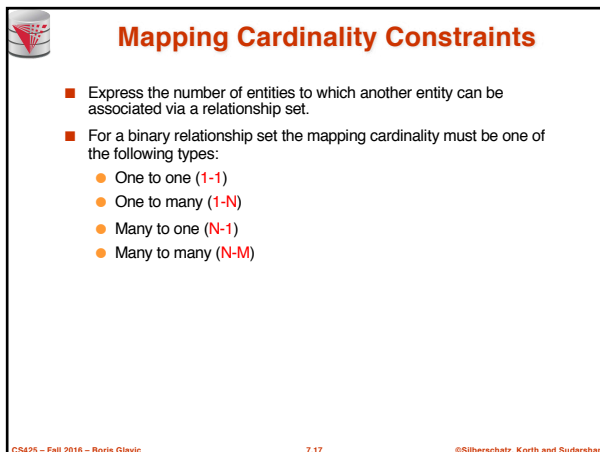 Mapping Cardinality Constraints
Express the number of entities to which another entity can be
associated via a relationship set.
For a binary relationship set the mapping cardinality must be one of
the following types:
One to one (1-1)
One to many (1-N)
Many to one (N-1)
Many to many (N-M)
CS425 – Fall 2016 – Boris Glavic
7.17
©Silberschatz, Korth and Sudarshan